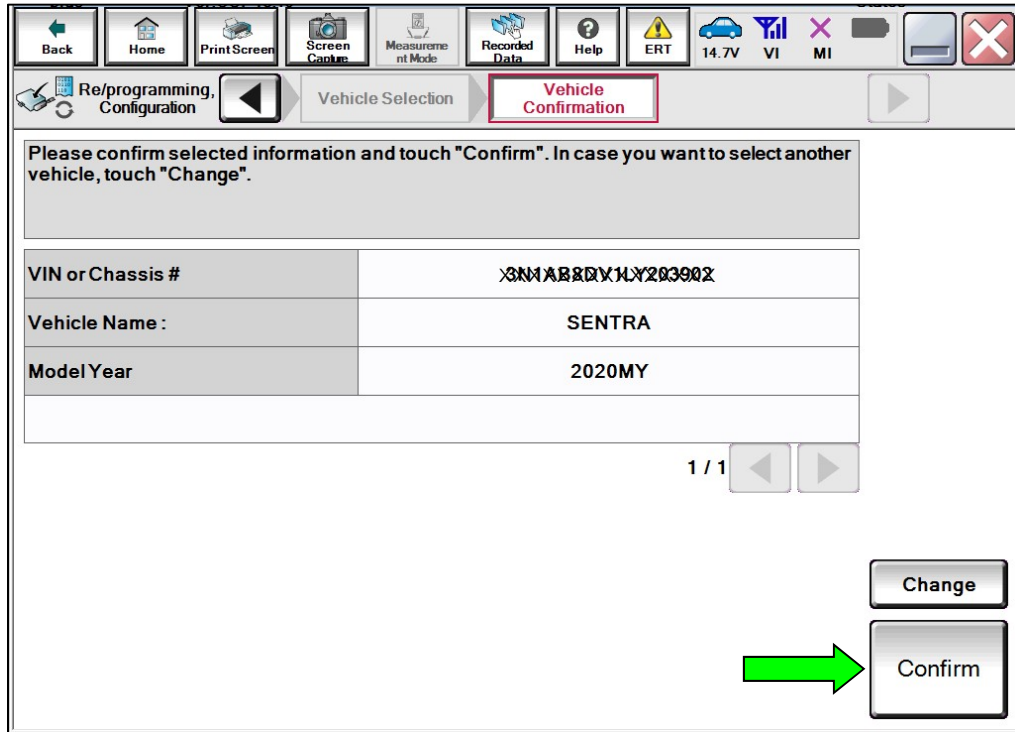 Back
Home
Print Screen
Screen
Capture
Measureme
nt Mode
Recorded
Data
Help
ERT
14.7V
VI
MI
Re/programming,
Configuration
Vehicle Selection
Vehicle
Confirmation
Please confirm selected information and touch "Confirm". In case you want to select another
vehicle, touch "Change".
VIN or Chassis #
Vehicle Name :
SENTRA
Model Year
2020MY
1 / 1
Change
Confirm